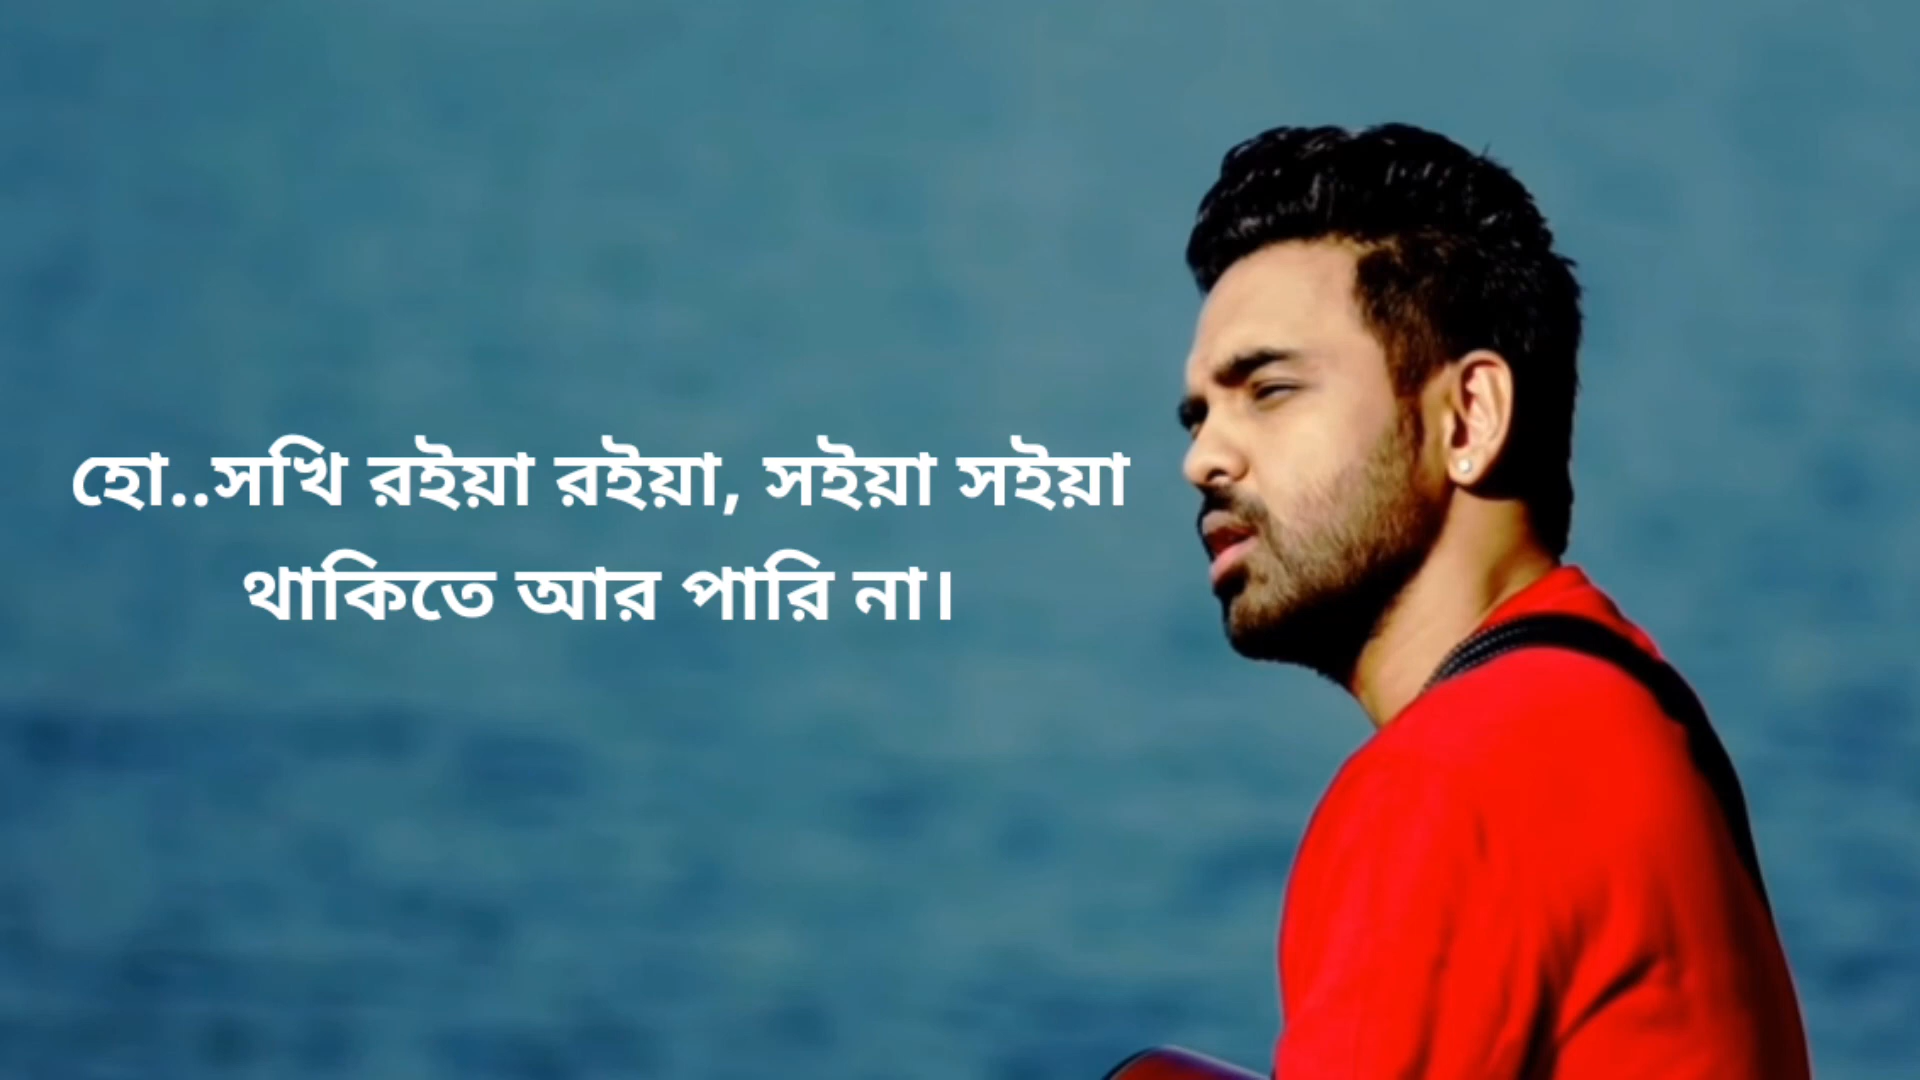 হো..সখি রইয়া রইয়া, সইয়া সইয়া
থাকিতে আর পারি না।